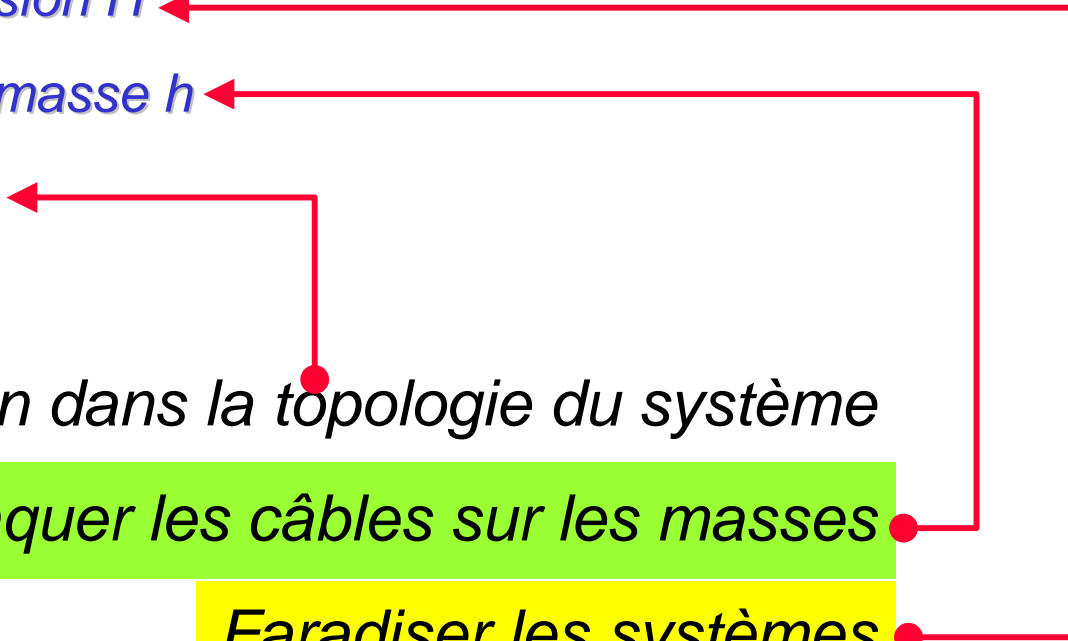 masse h
n dans la topologie du système
quer les câbles sur les masses
Faradiser les systèmes